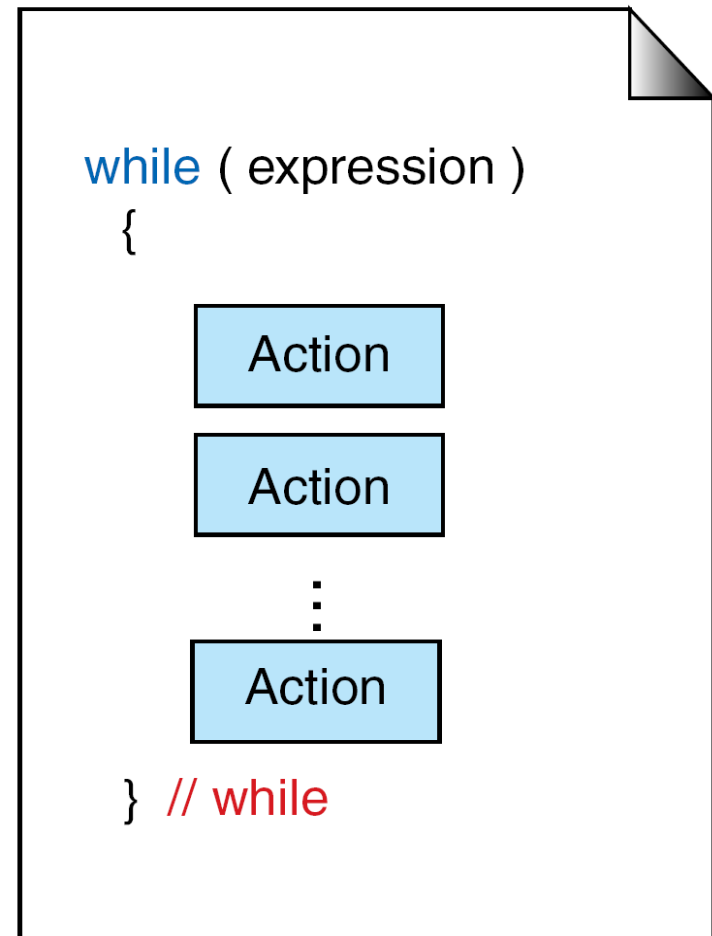 while ( expression )
{
Action
Action
⋮
Action
} // while